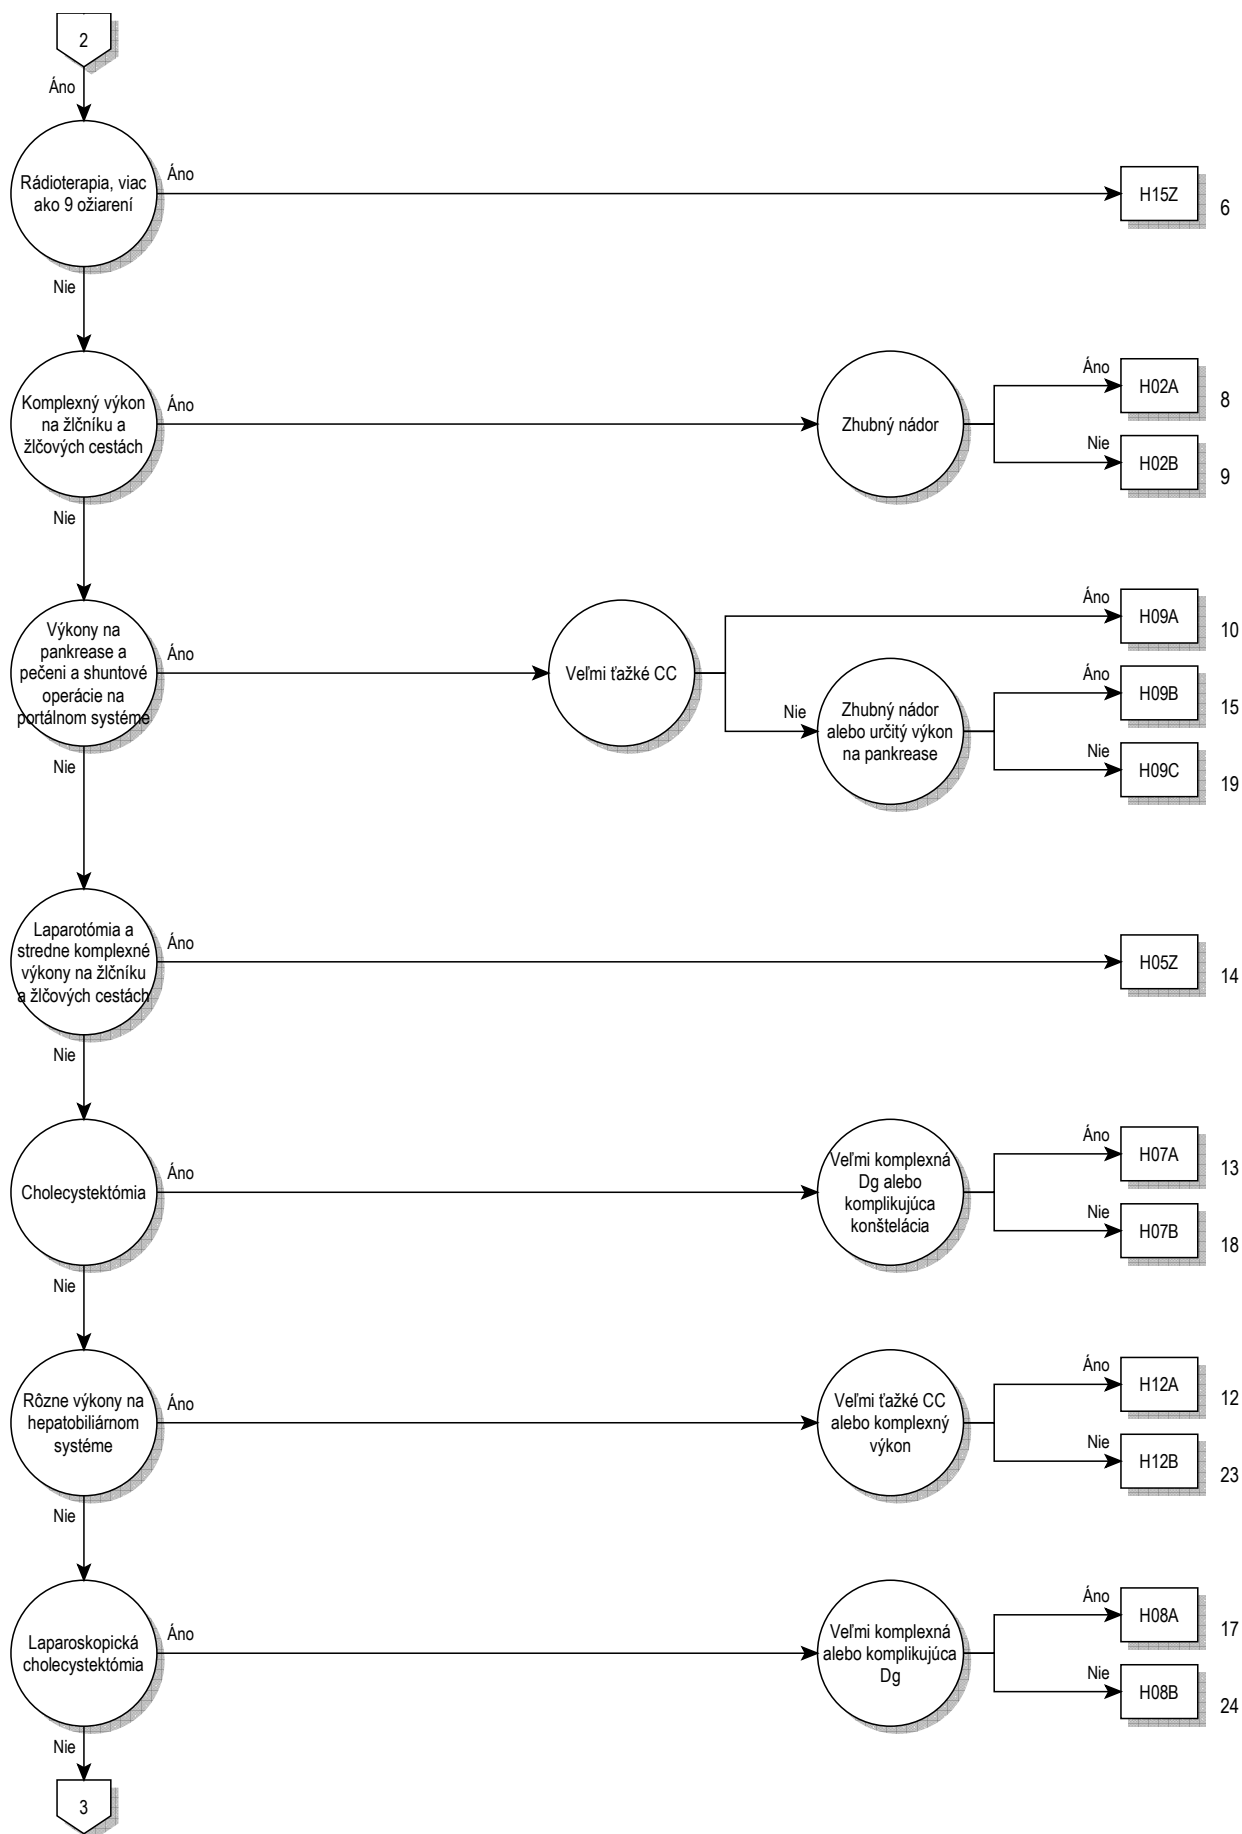 2
Áno
Rádioterapia, viac
ako 9 ožiarení
Áno
H15Z
6
Nie
Komplexný výkon
na žlčníku a
žlčových cestách
Áno
Zhubný nádor
Áno
H02A
8
Nie
H02B
9
Nie
Výkony na
pankrease a
pečeni a shuntové
operácie na
portálnom systéme
Áno
Veľmi ťažké CC
Áno
H09A
10
Nie
Zhubný nádor
alebo určitý výkon
na pankrease
Áno
H09B
15
Nie
H09C
19
Nie
Laparotómia a
stredne komplexné
výkony na žlčníku
a žlčových cestách
Áno
H05Z
14
Nie
Cholecystektómia
Áno
Veľmi komplexná
Dg alebo
komplikujúca
konštelácia
Áno
H07A
13
Nie
H07B
18
Nie
Rôzne výkony na
hepatobiliárnom
systéme
Áno
Veľmi ťažké CC
alebo komplexný
výkon
Áno
H12A
12
Nie
H12B
23
Nie
Laparoskopická
cholecystektómia
Áno
Veľmi komplexná
alebo komplikujúca
Dg
Áno
H08A
17
Nie
H08B
24
Nie
3